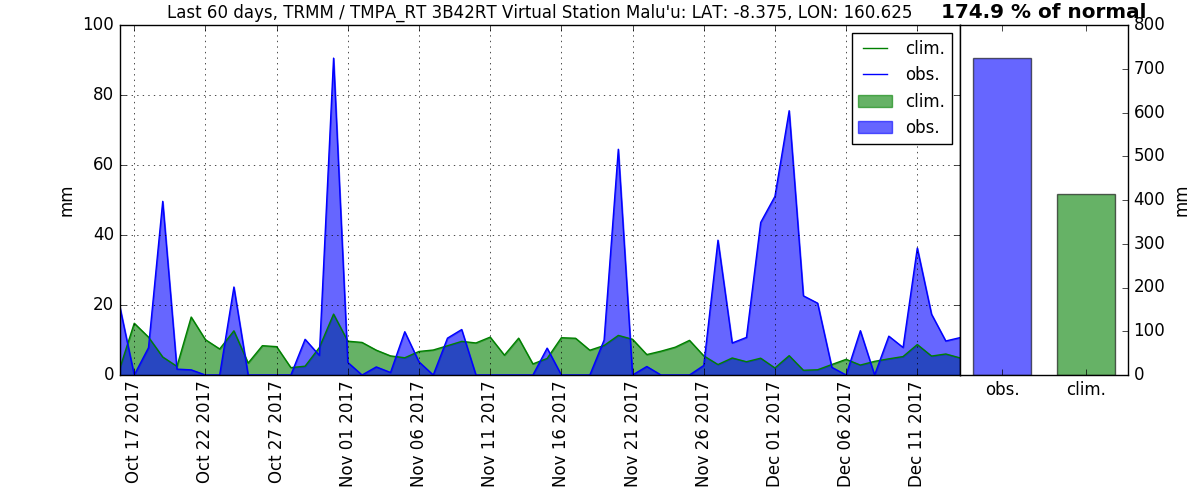 Last 60 days, TRMM / TMPA_RT 3B42RT Virtual Station Malu'u: LAT: -8.375, LON: 160.625
174.9 % of normal
100
80
60
40
20
0
mm
clim.
obs.
clim.
obs.
800
700
600
500
400
300
200
100
0
mm
Oct 17 2017
Oct 22 2017
Oct 27 2017
Nov 01 2017
Nov 06 2017
Nov 11 2017
Nov 16 2017
Nov 21 2017
Nov 26 2017
Dec 01 2017
Dec 06 2017
Dec 11 2017
obs.
clim.